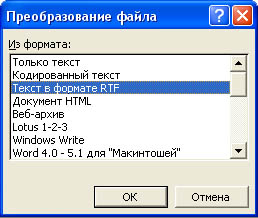 Преобразование файла
Из формата:
Только текст
Кодированный текст
Текст в формате RTF
Документ HTML
Веб-архив
Lotus 1-2-3
Windows Write
Word 4.0 - 5.1 для "Макинтошей"
ОК
Отмена